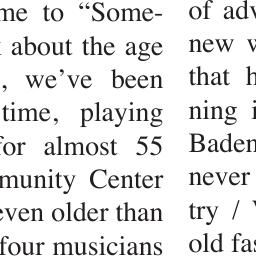 me to “Some-
about the age
, we’ve been
time, playing
for almost 55
munity Center
even older than
four musicians
of adv
new w
that h
ning i
Baden
never
try / V
old fas